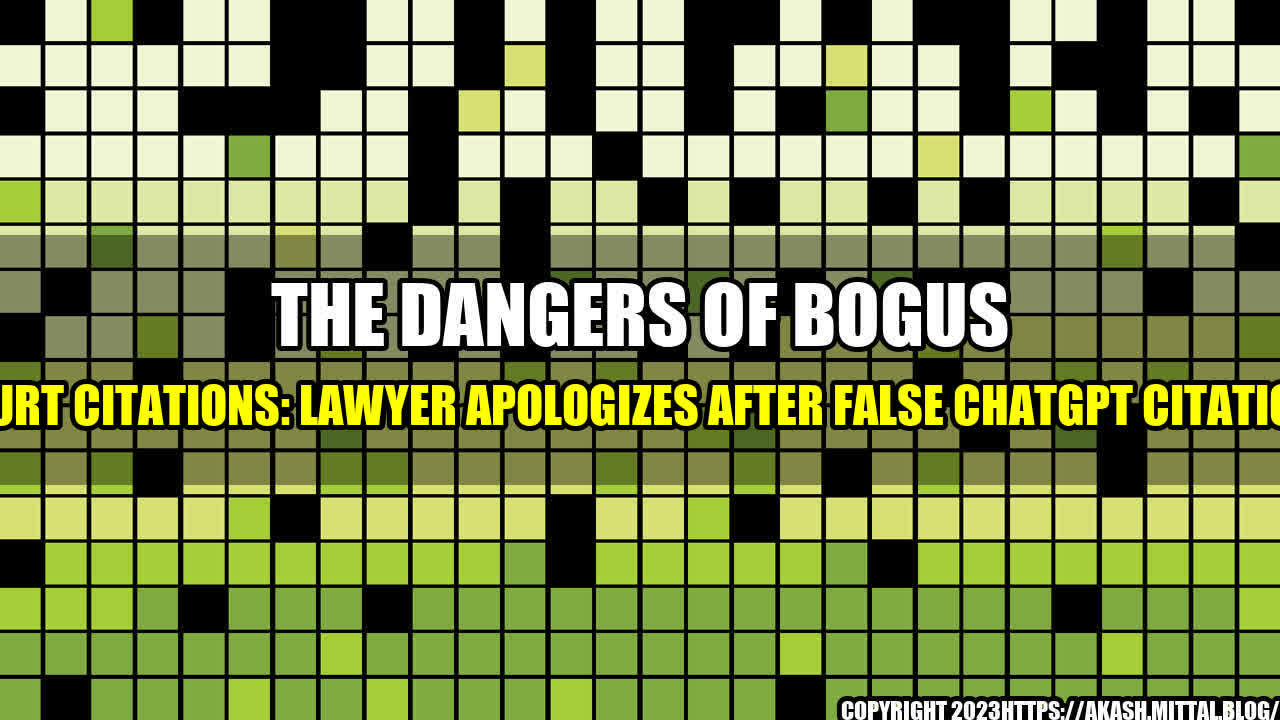 THE DANGERS OF BOGUS
URT CITATIONS: LAWYER APOLOGIZES AFTER FALSE CHATGPT CITATIO
COPYRIGHT 2023HTTPS://AKASH.MITTAL.BLOG/